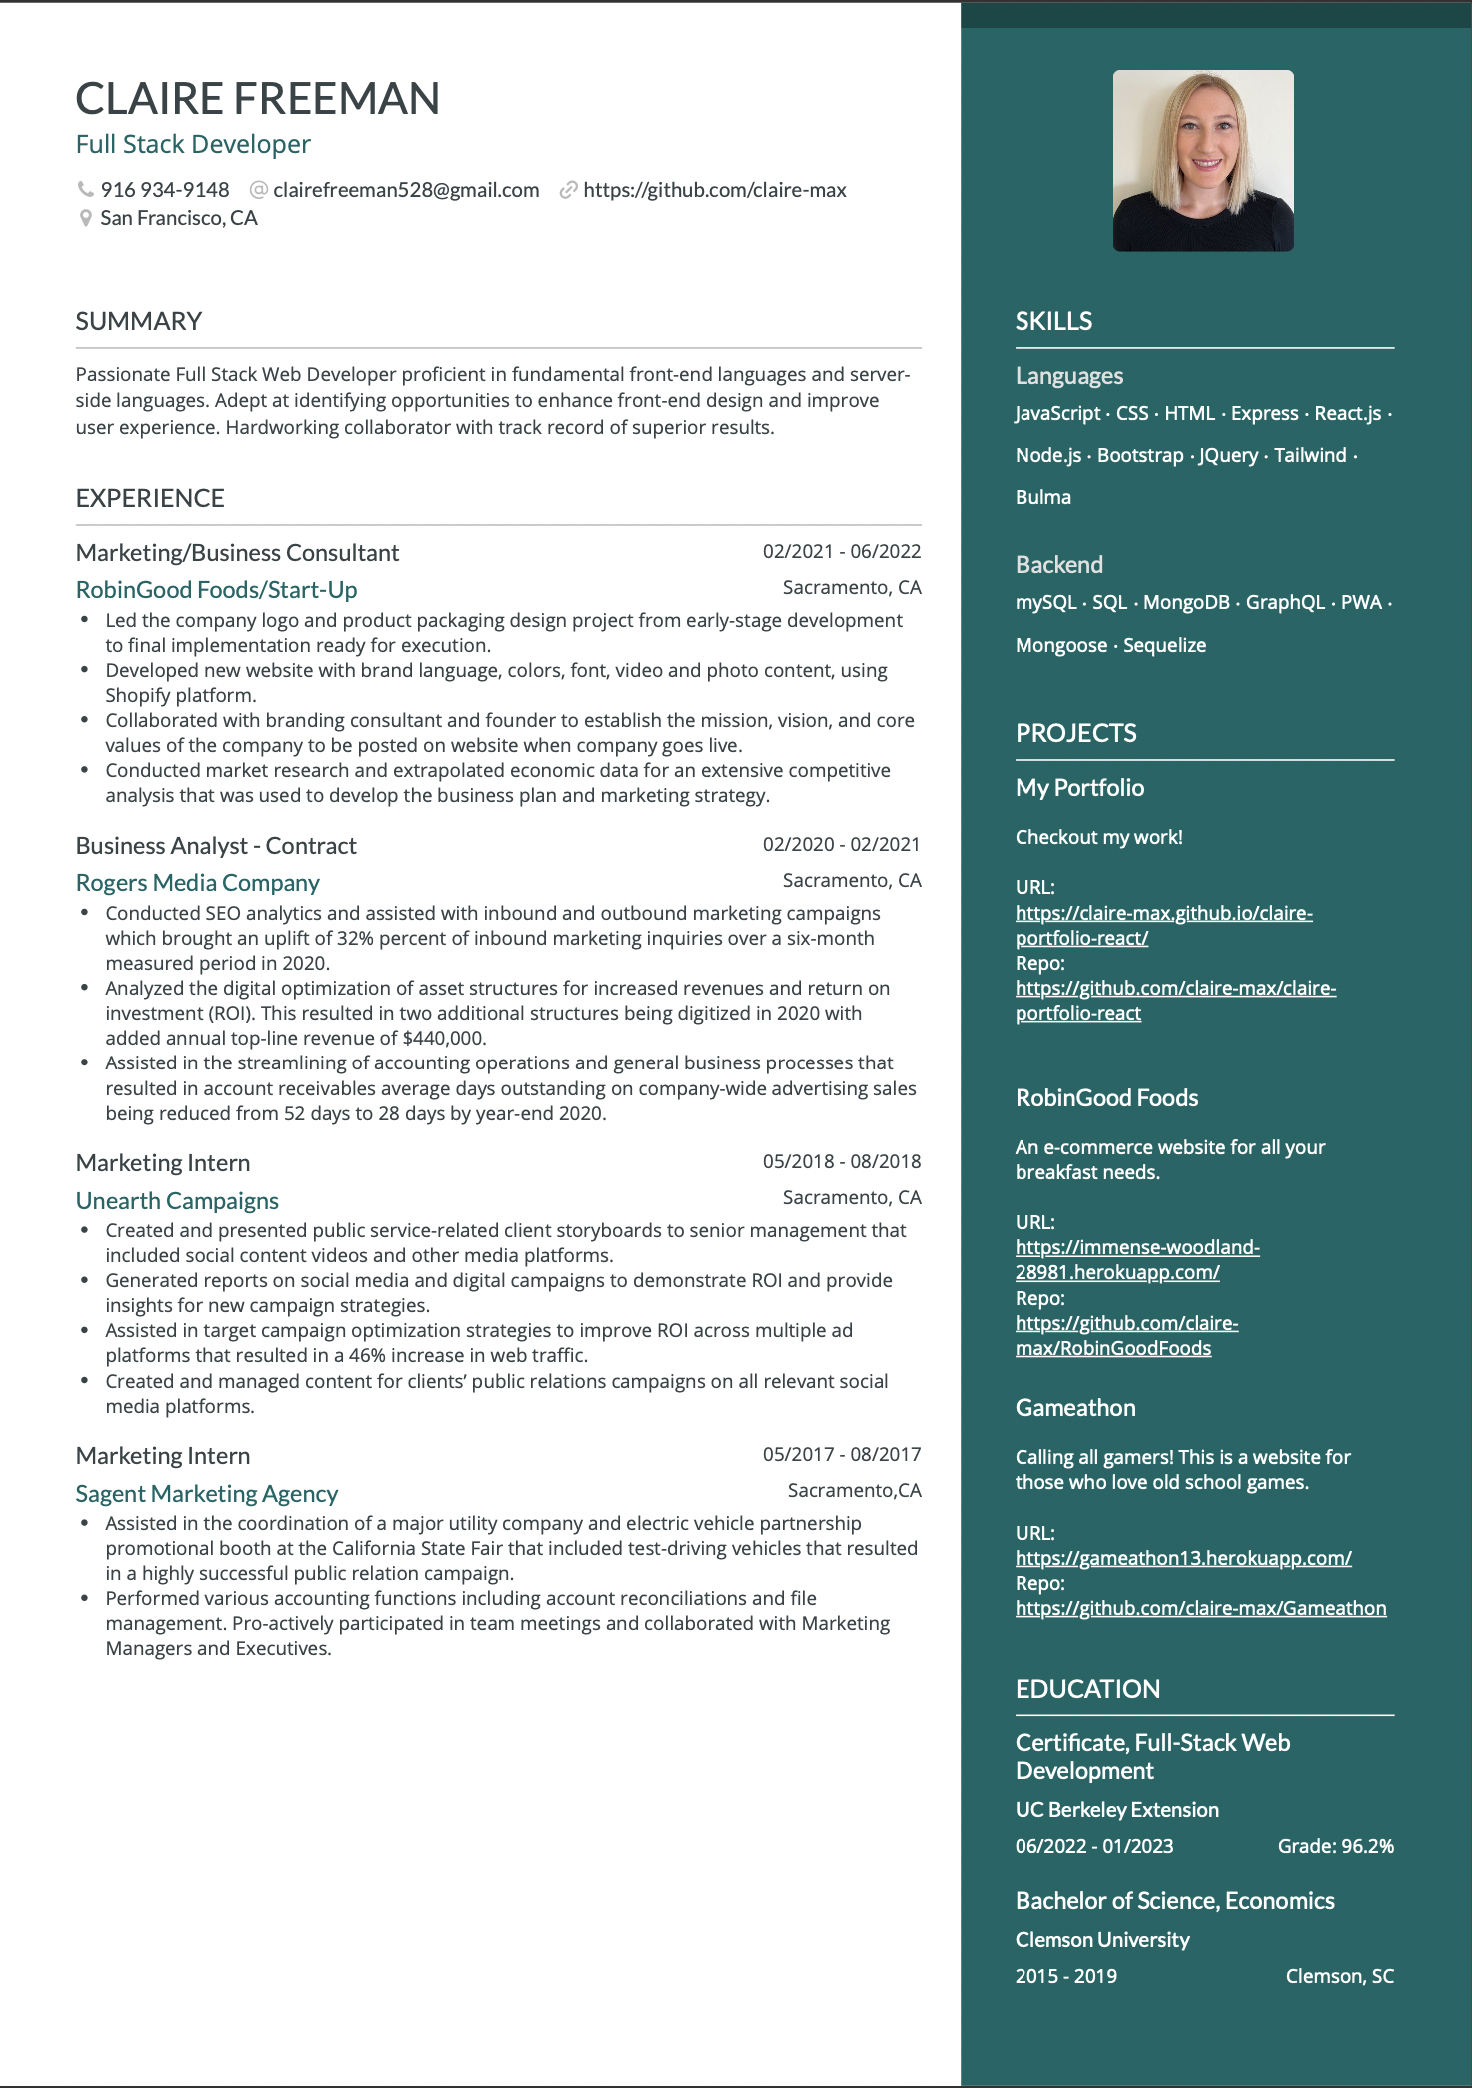 CLAIRE FREEMAN
Full Stack Developer
916 934-9148 clairefreeman528@gmail.com https://github.com/claire-max
San Francisco, CA
SUMMARY
Passionate Full Stack Web Developer proficient in fundamental front-end languages and server-
side languages. Adept at identifying opportunities to enhance front-end design and improve
user experience. Hardworking collaborator with track record of superior results.
EXPERIENCE
Marketing/Business Consultant 02/2021 - 06/2022
RobinGood Foods/Start-Up Sacramento, CA
• Led the company logo and product packaging design project from early-stage development
to final implementation ready for execution.
• Developed new website with brand language, colors, font, video and photo content, using
Shopify platform.
• Collaborated with branding consultant and founder to establish the mission, vision, and core
values of the company to be posted on website when company goes live.
• Conducted market research and extrapolated economic data for an extensive competitive
analysis that was used to develop the business plan and marketing strategy.
Business Analyst - Contract 02/2020 - 02/2021
Rogers Media Company Sacramento, CA
• Conducted SEO analytics and assisted with inbound and outbound marketing campaigns
which brought an uplift of 32% percent of inbound marketing inquiries over a six-month
measured period in 2020.
• Analyzed the digital optimization of asset structures for increased revenues and return on
investment (ROI). This resulted in two additional structures being digitized in 2020 with
added annual top-line revenue of $440,000.
• Assisted in the streamlining of accounting operations and general business processes that
resulted in account receivables average days outstanding on company-wide advertising sales
being reduced from 52 days to 28 days by year-end 2020.
Marketing Intern 05/2018 - 08/2018
Unearth Campaigns Sacramento, CA
• Created and presented public service-related client storyboards to senior management that
included social content videos and other media platforms.
• Generated reports on social media and digital campaigns to demonstrate ROI and provide
insights for new campaign strategies.
• Assisted in target campaign optimization strategies to improve ROI across multiple ad
platforms that resulted in a 46% increase in web traffic.
• Created and managed content for clients’ public relations campaigns on all relevant social
media platforms.
Marketing Intern 05/2017 - 08/2017
Sagent Marketing Agency Sacramento,CA
• Assisted in the coordination of a major utility company and electric vehicle partnership
promotional booth at the California State Fair that included test-driving vehicles that resulted
in a highly successful public relation campaign.
• Performed various accounting functions including account reconciliations and file
management. Pro-actively participated in team meetings and collaborated with Marketing
Managers and Executives.
SKILLS
Languages
JavaScript · CSS · HTML · Express · React.js ·
Node.js · Bootstrap · JQuery · Tailwind ·
Bulma
Backend
mySQL · SQL · MongoDB · GraphQL · PWA ·
Mongoose · Sequelize
PROJECTS
My Portfolio
Checkout my work!
URL:
https://claire-max.github.io/claire-
portfolio-react/
Repo:
https://github.com/claire-max/claire-
portfolio-react
RobinGood Foods
An e-commerce website for all your
breakfast needs.
URL:
https://immense-woodland-
28981.herokuapp.com/
Repo:
https://github.com/claire-
max/RobinGoodFoods
Gameathon
Calling all gamers! This is a website for
those who love old school games.
URL:
https://gameathon13.herokuapp.com/
Repo:
https://github.com/claire-max/Gameathon
EDUCATION
Certificate, Full-Stack Web
Development
UC Berkeley Extension
06/2022 - 01/2023 Grade: 96.2%
Bachelor of Science, Economics
Clemson University
2015 - 2019 Clemson, SC